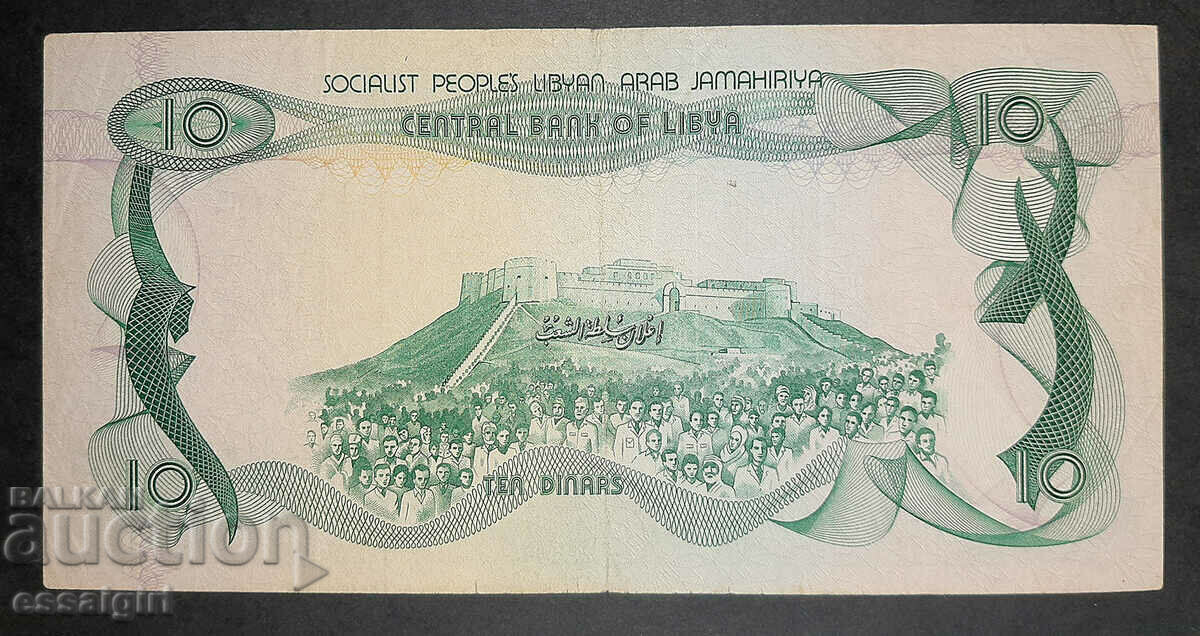 SOCIALIST PEOPLE'S LIBYAN ARAB JAMAHIRIYA
CENTRAL BANK OF LIBYA
10 10
إعلان سلطة الشعب
TEN DINARS
10 10
BALKAN
auction
essaigiri